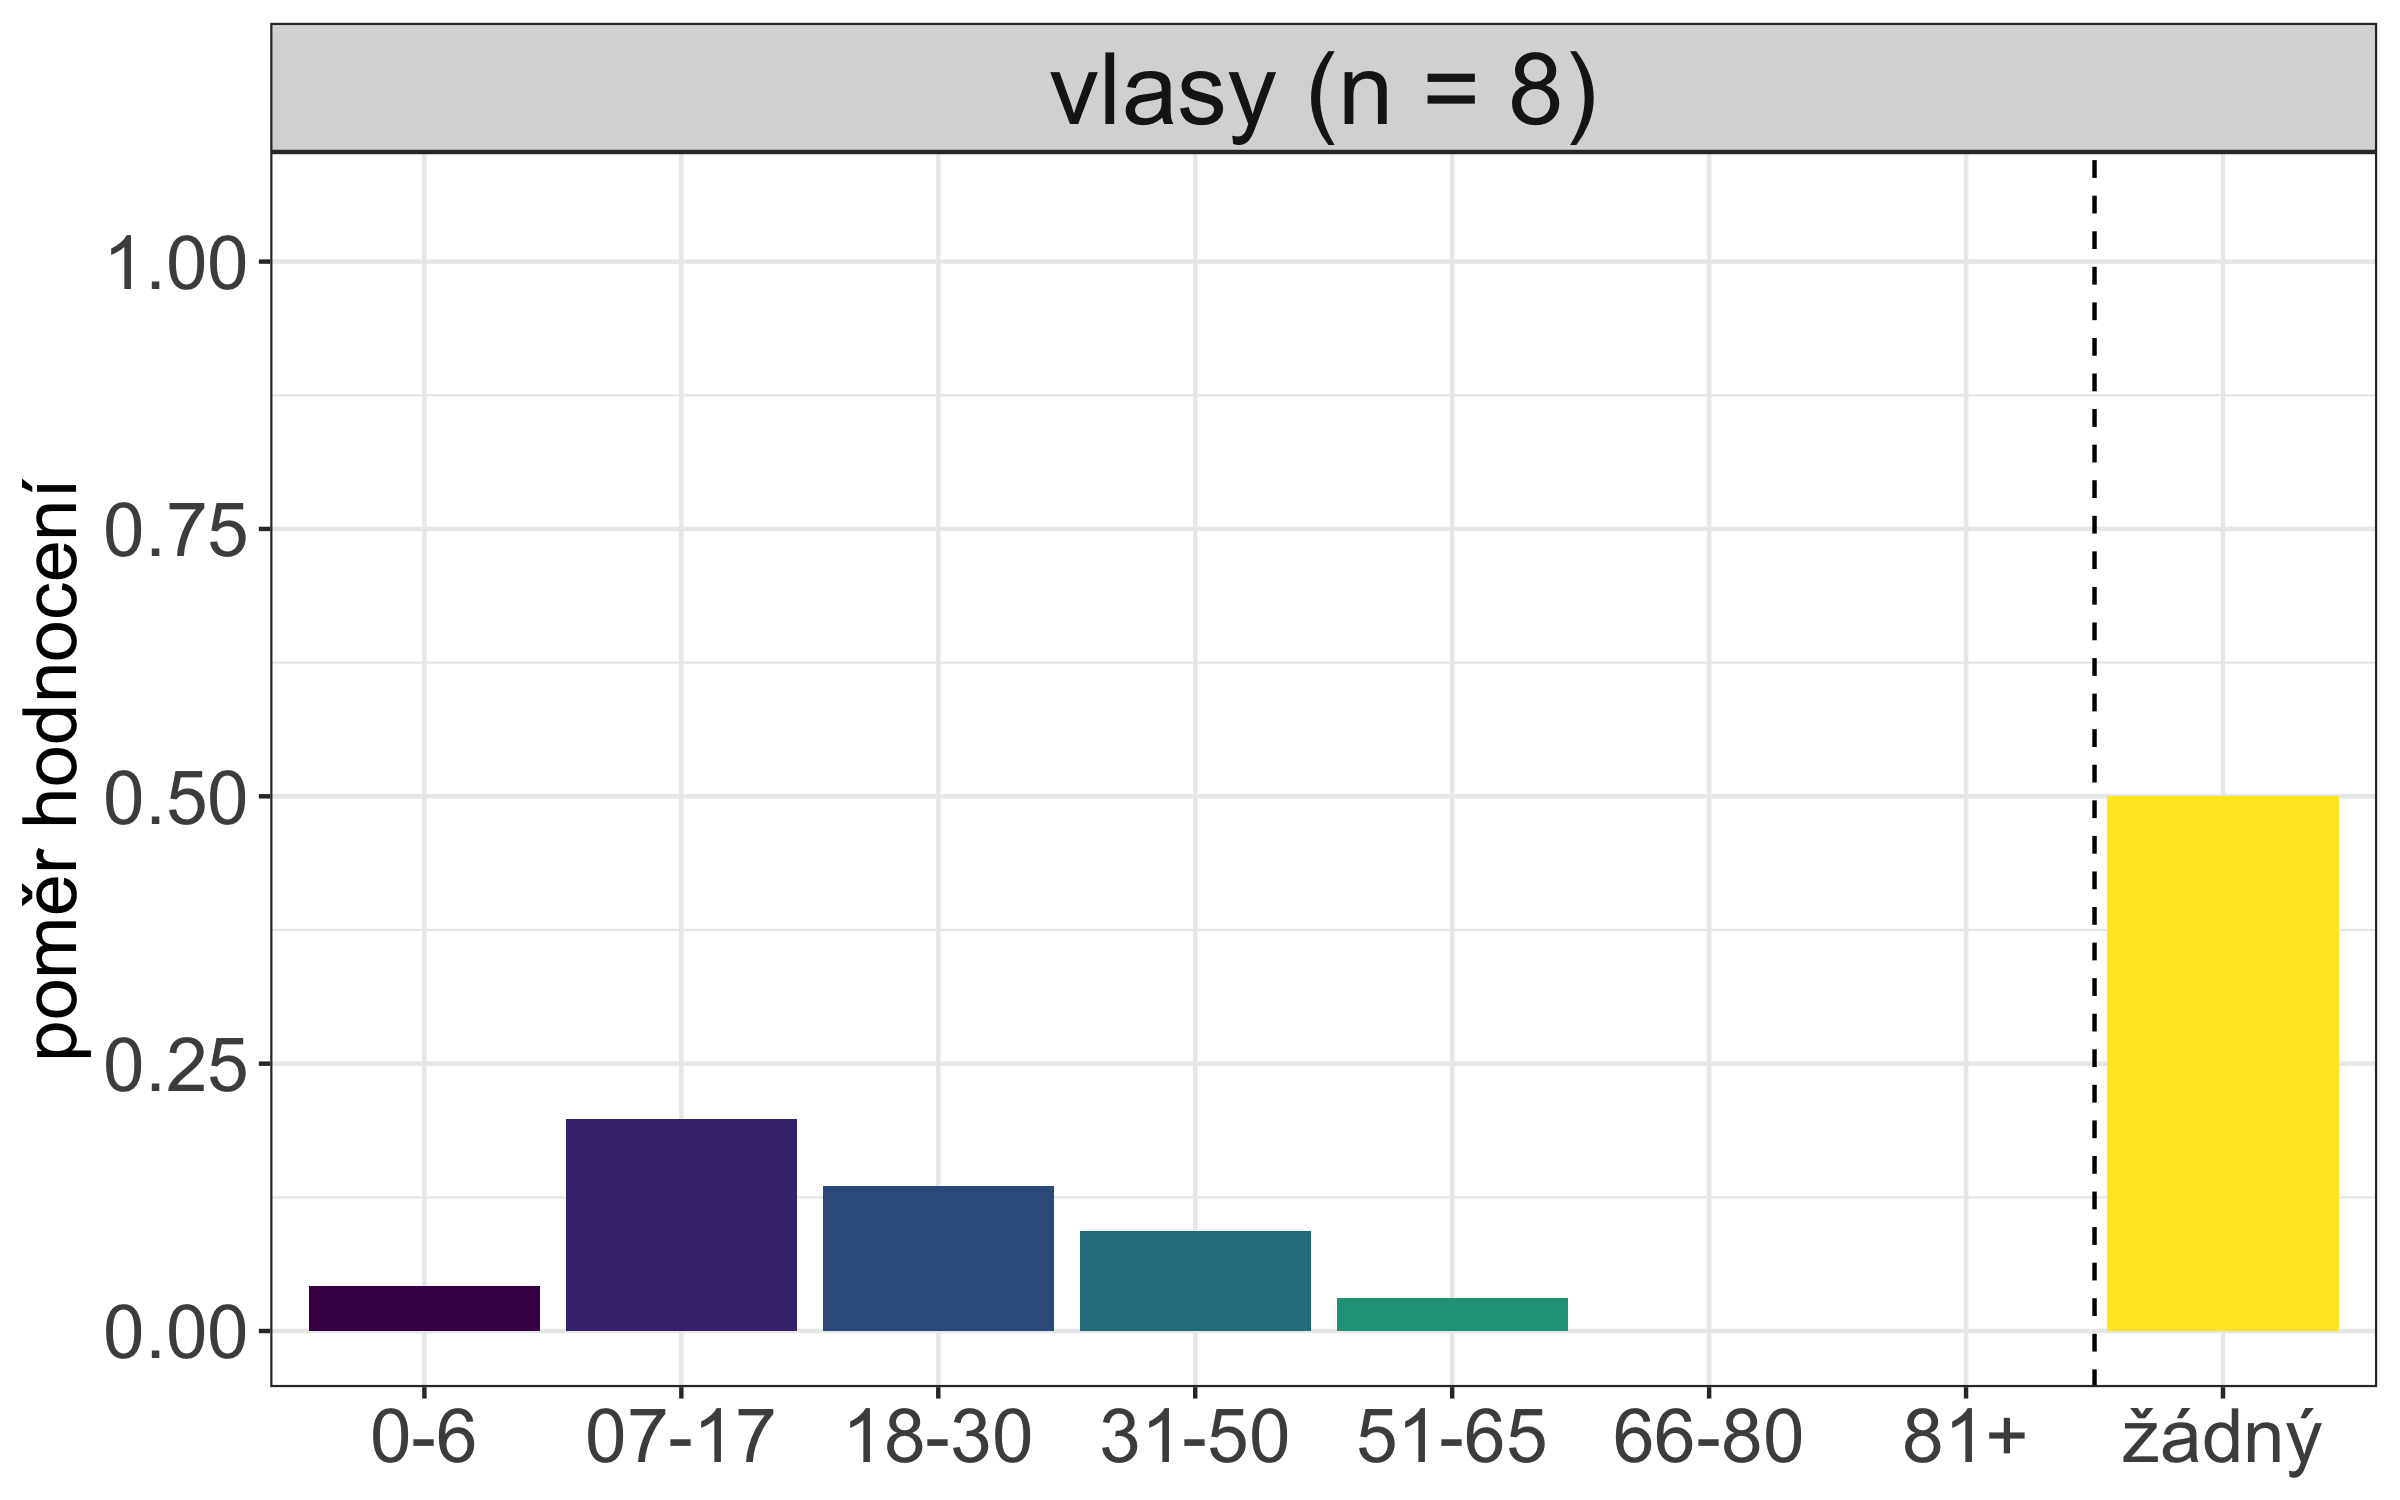 vlasy (n = 8)
poměr hodnocení
1.00
0.75
0.50
0.25
0.00
0-6 07-17 18-30 31-50 51-65 66-80 81+ žádný